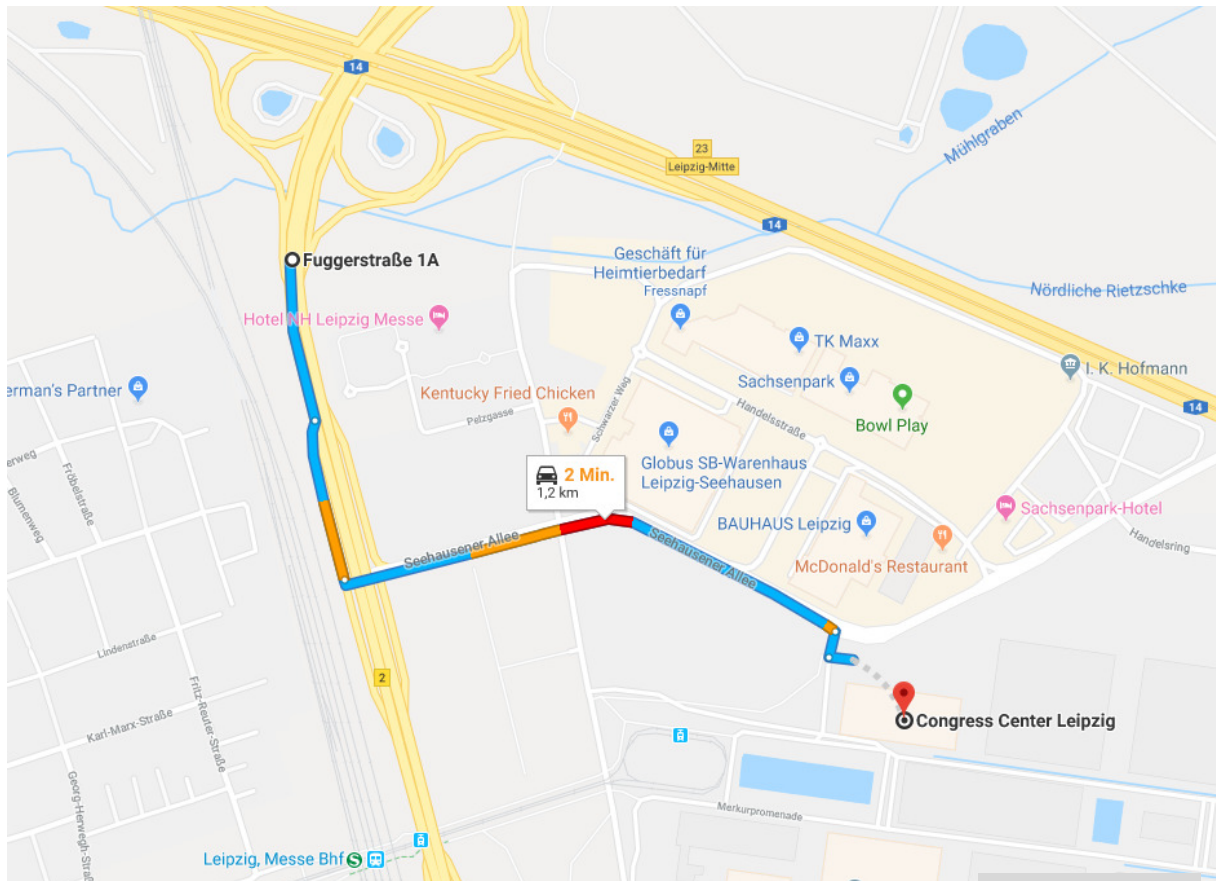 14
Mühlgraben
23
Leipzig-Mitte
14
Fuggerstraße 1A
Geschäft für
Heimtierbedarf
Fressnapf
Nördliche Rietzschke
Hotel NH Leipzig Messe
TK Maxx
I. K. Hofmann
erman's Partner
Sachsenpark
Kentucky Fried Chicken
14
Pelzgasse
Schwarzer Weg
Handelsstraße
Bowl Play
erweg
Fröbelstraße
Blumenweg
2 Min.
1,2 km
Globus SB-Warenhaus
Leipzig-Seehausen
BAUHAUS Leipzig
Sachsenpark-Hotel
Handelsring
Seehausener Allee
Seehausener Allee
McDonald's Restaurant
Lindenstraße
2
Fritz-Reuter-Straße
Karl-Marx-Straße
Congress Center Leipzig
Georg-Herwegh-Straß
Merkurpromenade
Leipzig, Messe Bhf
S